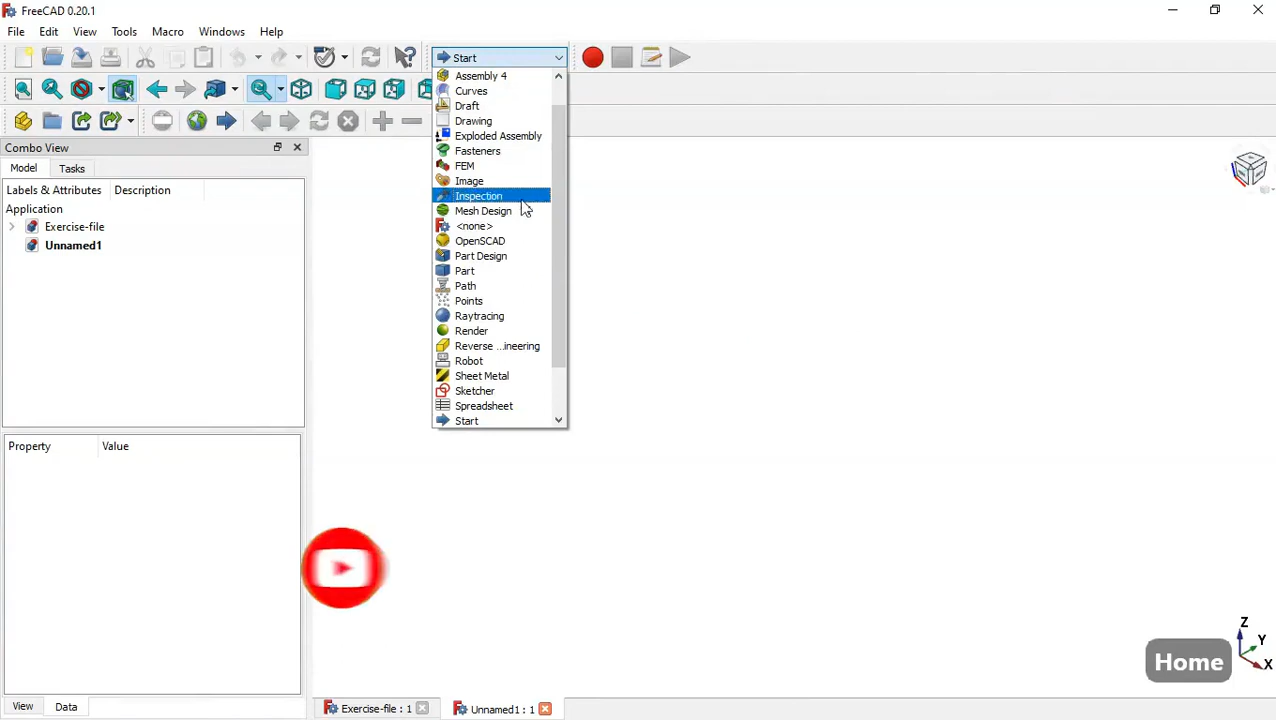 FreeCAD 0.20.1
File Edit View Tools Macro Windows Help
Start
Assembly 4
Curves
Draft
Drawing
Exploded Assembly
Fasteners
FEM
Image
Inspection
Mesh Design
<none>
OpenSCAD
Part Design
Part
Path
Points
Raytracing
Render
Reverse ...ineering
Robot
Sheet Metal
Sketcher
Spreadsheet
Start
Combo View
Model Tasks
Labels & Attributes Description
Application
Exercise-file
Unnamed1
Property Value
View Data
Exercise-file : 1 Unnamed1 : 1
Z
Y
X
Home